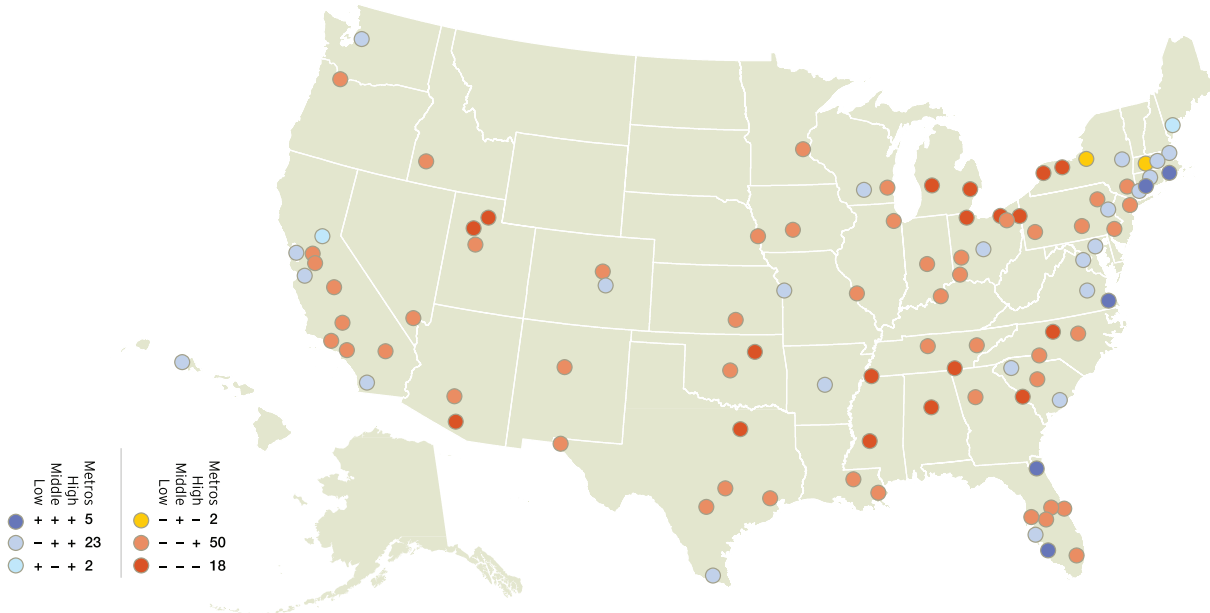 Low Middle High Metros
+ + + 5
- + + 23
+ - + 2
Low Middle High Metros
- + - 2
- - + 50
- - - 18